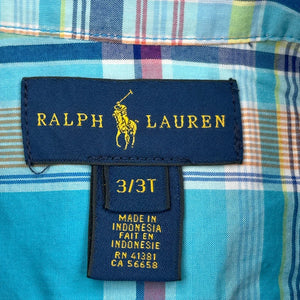 RALPH LAUREN
3/3T
MADE IN
INDONESIA
FAIT EN
INDONESIE
RN 41381
CA 56658